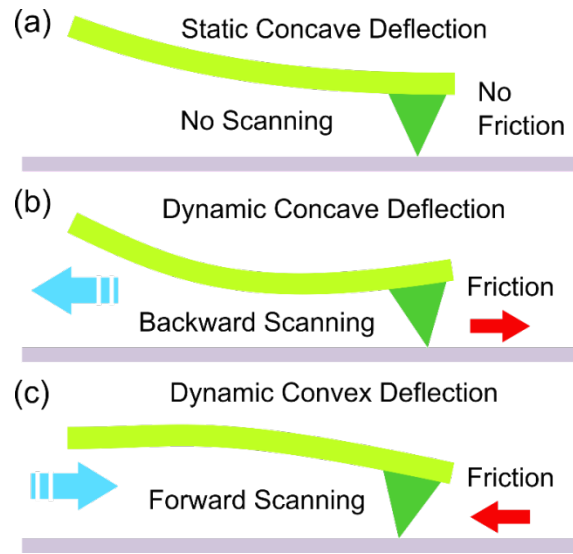 (a)
Static Concave Deflection
No Scanning
No
Friction
(b)
Dynamic Concave Deflection
Friction
Backward Scanning
(c)
Dynamic Convex Deflection
Friction
Forward Scanning